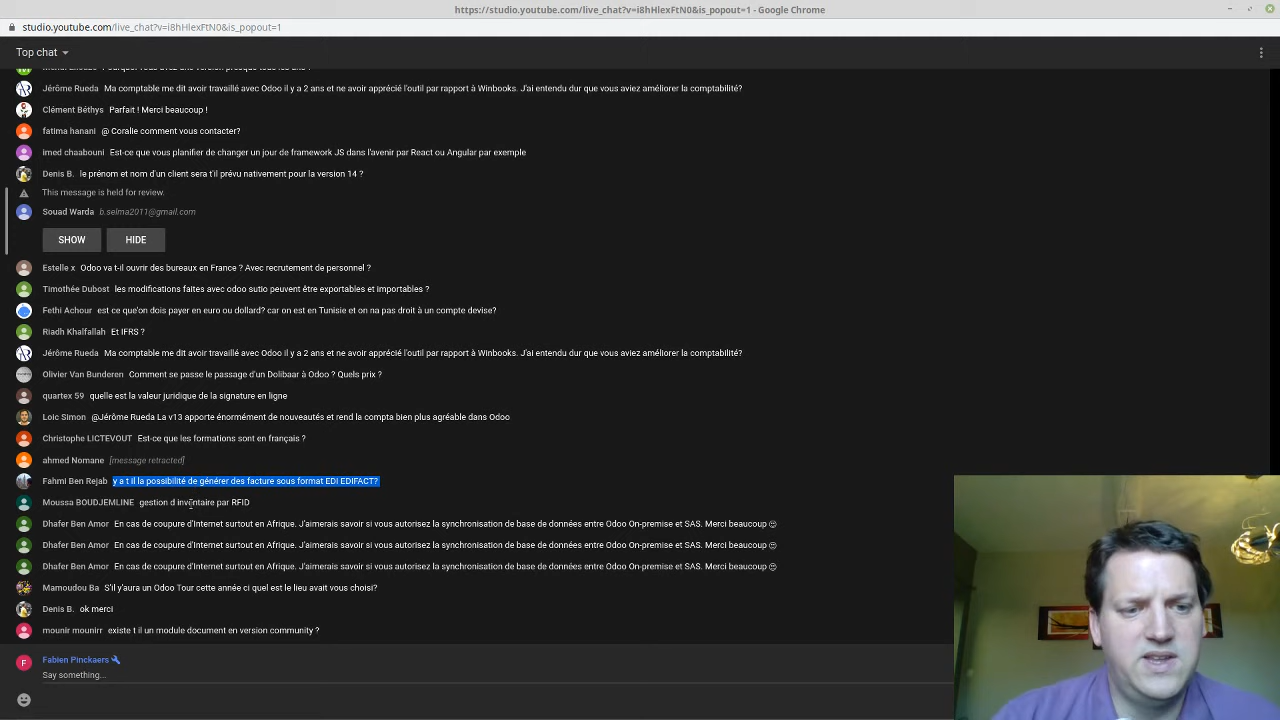 https://studio.youtube.com/live_chat?v=i8hHlexFtN0&is_popout=1 - Google Chrome
studio.youtube.com/live_chat?v=i8hHlexFtN0&is_popout=1
Top chat
Jérôme Rueda Ma comptable me dit avoir travaillé avec Odoo il y a 2 ans et ne avoir apprécié l'outil par rapport à Winbooks. J'ai entendu dur que vous aviez améliorer la comptabilité?
Clément Béthys Parfait ! Merci beaucoup !
fatima hanani @ Coralie comment vous contacter?
imed chaabouni Est-ce que vous planifier de changer un jour de framework JS dans l'avenir par React ou Angular par exemple
Denis B. le prénom et nom d'un client sera t'il prévu nativement pour la version 14 ?
This message is held for review.
Souad Warda b.selma2011@gmail.com
SHOW HIDE
Estelle x Odoo va t-il ouvrir des bureaux en France ? Avec recrutement de personnel ?
Timothée Dubost les modifications faites avec odoo sutio peuvent être exportables et importables ?
Fethi Achour est ce qu'on dois payer en euro ou dollard? car on est en Tunisie et on na pas droit à un compte devise?
Riadh Khalfallah Et IFRS ?
Jérôme Rueda Ma comptable me dit avoir travaillé avec Odoo il y a 2 ans et ne avoir apprécié l'outil par rapport à Winbooks. J'ai entendu dur que vous aviez améliorer la comptabilité?
Olivier Van Bunderen Comment se passe le passage d'un Dolibaar à Odoo ? Quels prix ?
quartex 59 quelle est la valeur juridique de la signature en ligne
Loic Simon @Jérôme Rueda La v13 apporte énormément de nouveautés et rend la compta bien plus agréable dans Odoo
Christophe LICTEVOUT Est-ce que les formations sont en français ?
ahmed Nomane [message retracted]
Fahmi Ben Rejab y a t il la possibilité de générer des facture sous format EDI EDIFACT?
Moussa BOUDJEMLINE gestion d inventaire par RFID
Dhafer Ben Amor En cas de coupure d'Internet surtout en Afrique. J'aimerais savoir si vous autorisez la synchronisation de base de données entre Odoo On-premise et SAS. Merci beaucoup
Dhafer Ben Amor En cas de coupure d'Internet surtout en Afrique. J'aimerais savoir si vous autorisez la synchronisation de base de données entre Odoo On-premise et SAS. Merci beaucoup
Dhafer Ben Amor En cas de coupure d'Internet surtout en Afrique. J'aimerais savoir si vous autorisez la synchronisation de base de données entre Odoo On-premise et SAS. Merci beaucoup
Mamoudou Ba S'il y'aura un Odoo Tour cette année ci quel est le lieu avait vous choisi?
Denis B. ok merci
mounir mounirr existe t il un module document en version community ?
F Fabien Pinckaers
Say something...